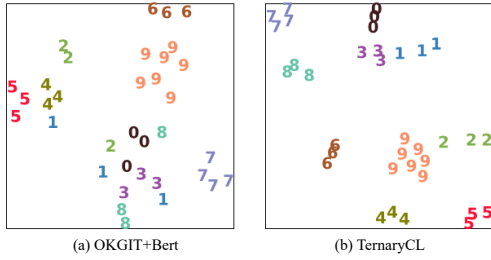 6 6 6
2 9
2 9 9
9
4 9 9
5 4 9
5 4
5 1
0 8
2 0
0 7
1 3 7 7
3 3 7
1
8
8
(a) OKGIT+Bert
7 7 0
7 7 0
0
3 3 1 1 1
3
8 8 8
6 9 2 2 2
6 9 9
6 9 9
9 9
4 4 4 5 5
5
(b) TernaryCL